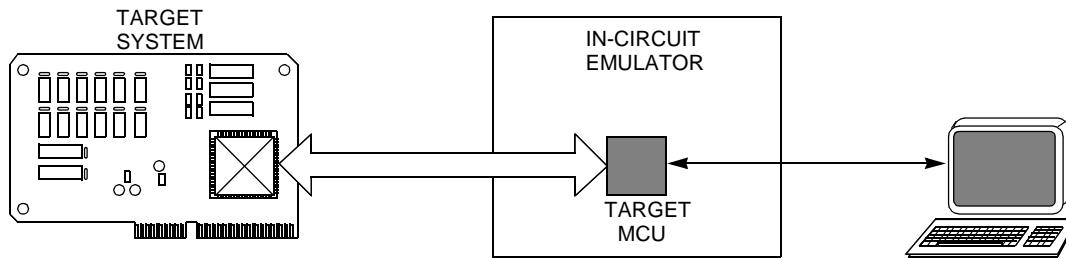 TARGET
SYSTEM
IN-CIRCUIT
EMULATOR
TARGET
MCU